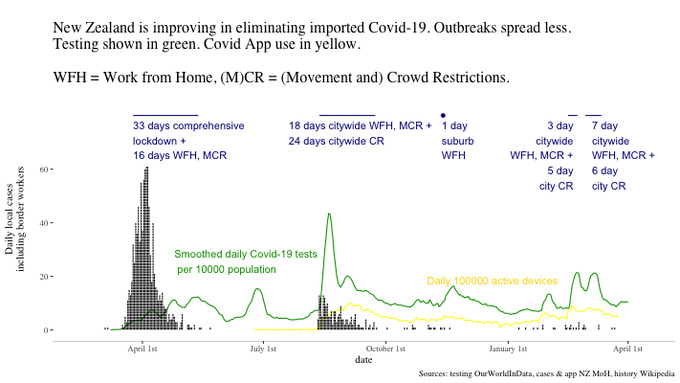 New Zealand is improving in eliminating imported Covid-19. Outbreaks spread less.
Testing shown in green. Covid App use in yellow.
WFH = Work from Home, (M)CR = (Movement and) Crowd Restrictions.
33 days comprehensive
lockdown +
16 days WFH, MCR
18 days citywide WFH, MCR +
24 days citywide CR
1 day
suburb
WFH
3 day
citywide
WFH, MCR +
5 day
city CR
7 day
citywide
WFH, MCR +
6 day
city CR
Daily local cases
including border workers
60
40
20
0
Smoothed daily Covid-19 tests
per 10000 population
Daily 100000 active devices
April 1st
July 1st
October 1st
January 1st
April 1st
date
Sources: testing OurWorldInData, cases & app NZ MoH, history Wikipedia